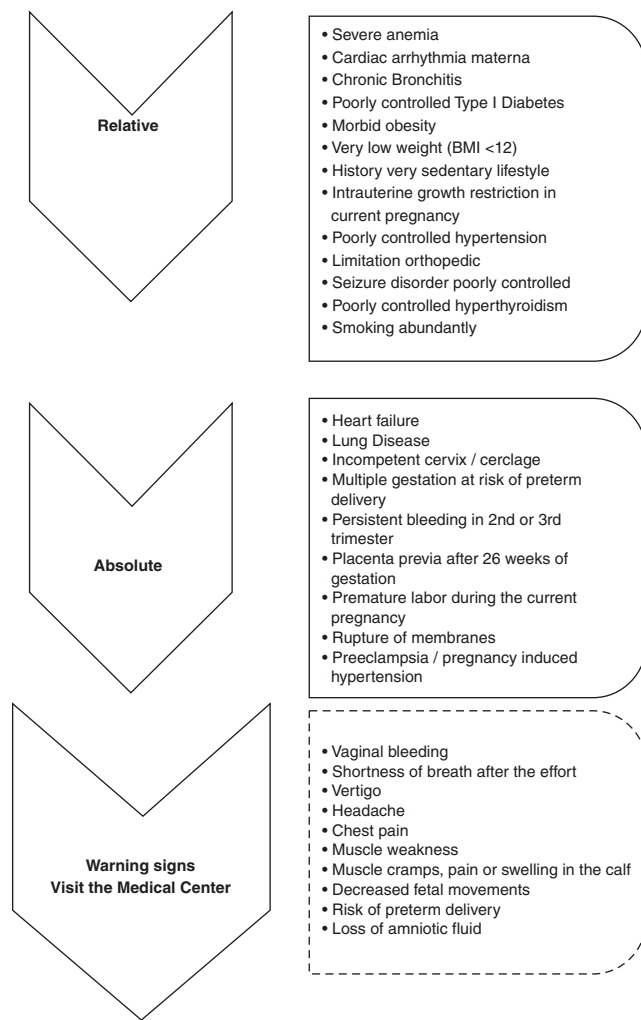 Relative
• Severe anemia
• Cardiac arrhythmia materna
• Chronic Bronchitis
• Poorly controlled Type I Diabetes
• Morbid obesity
• Very low weight (BMI <12)
• History very sedentary lifestyle
• Intrauterine growth restriction in
current pregnancy
• Poorly controlled hypertension
• Limitation orthopedic
• Seizure disorder poorly controlled
• Poorly controlled hyperthyroidism
• Smoking abundantly
Absolute
• Heart failure
• Lung Disease
• Incompetent cervix / cerclage
• Multiple gestation at risk of preterm
delivery
• Persistent bleeding in 2nd or 3rd
trimester
• Placenta previa after 26 weeks of
gestation
• Premature labor during the current
pregnancy
• Rupture of membranes
• Preeclampsia / pregnancy induced
hypertension
Warning signs
Visit the Medical Center
• Vaginal bleeding
• Shortness of breath after the effort
• Vertigo
• Headache
• Chest pain
• Muscle weakness
• Muscle cramps, pain or swelling in the calf
• Decreased fetal movements
• Risk of preterm delivery
• Loss of amniotic fluid